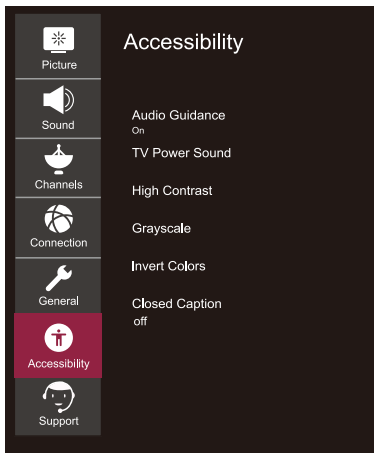 Accessibility
Picture
Sound
Channels
Connection
General
Accessibility
Support
Audio Guidance
On
TV Power Sound
High Contrast
Grayscale
Invert Colors
Closed Caption
off